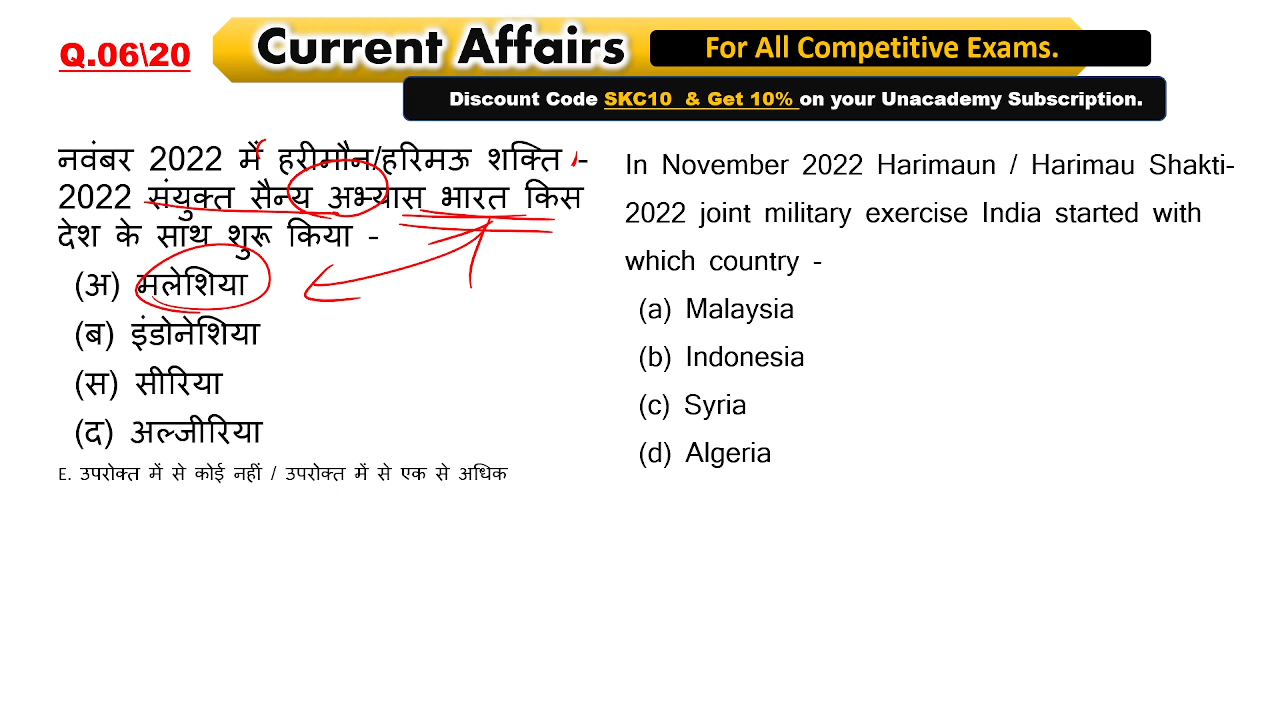 Q.06\20
Current Affairs
For All Competitive Exams.
Discount Code SKC10 & Get 10% on your Unacademy Subscription.
नवंबर 2022 में हरीमौन/हरिमऊ शक्ति -
2022 संयुक्त सैन्य अभ्यास भारत किस
देश के साथ शुरू किया -
(अ) मलेशिया
(ब) इंडोनेशिया
(स) सीरिया
(द) अल्जीरिया
E. उपरोक्त में से कोई नहीं / उपरोक्त में से एक से अधिक
In November 2022 Harimaun / Harimau Shakti-
2022 joint military exercise India started with
which country -
(a) Malaysia
(b) Indonesia
(c) Syria
(d) Algeria